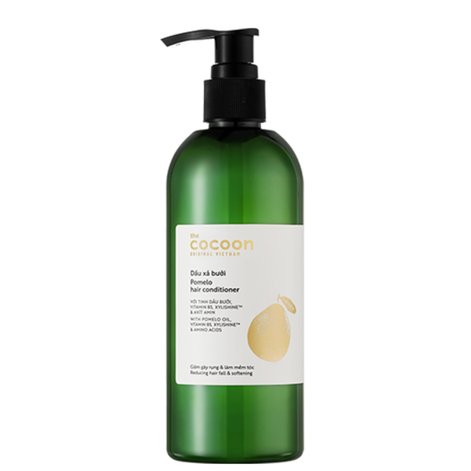 the
cocoon
ORIGINAL VIETNAM
Dầu xả bưởi
Pomelo
hair conditioner
VỚI TINH DẦU BƯỞI,
VITAMIN B5, XYLISHINE™
& AXÍT AMIN
WITH POMELO OIL,
VITAMIN B5, XYLISHINE™
& AMINO ACIDS
Giảm gãy rụng & làm mềm tóc
Reducing hair fall & softening